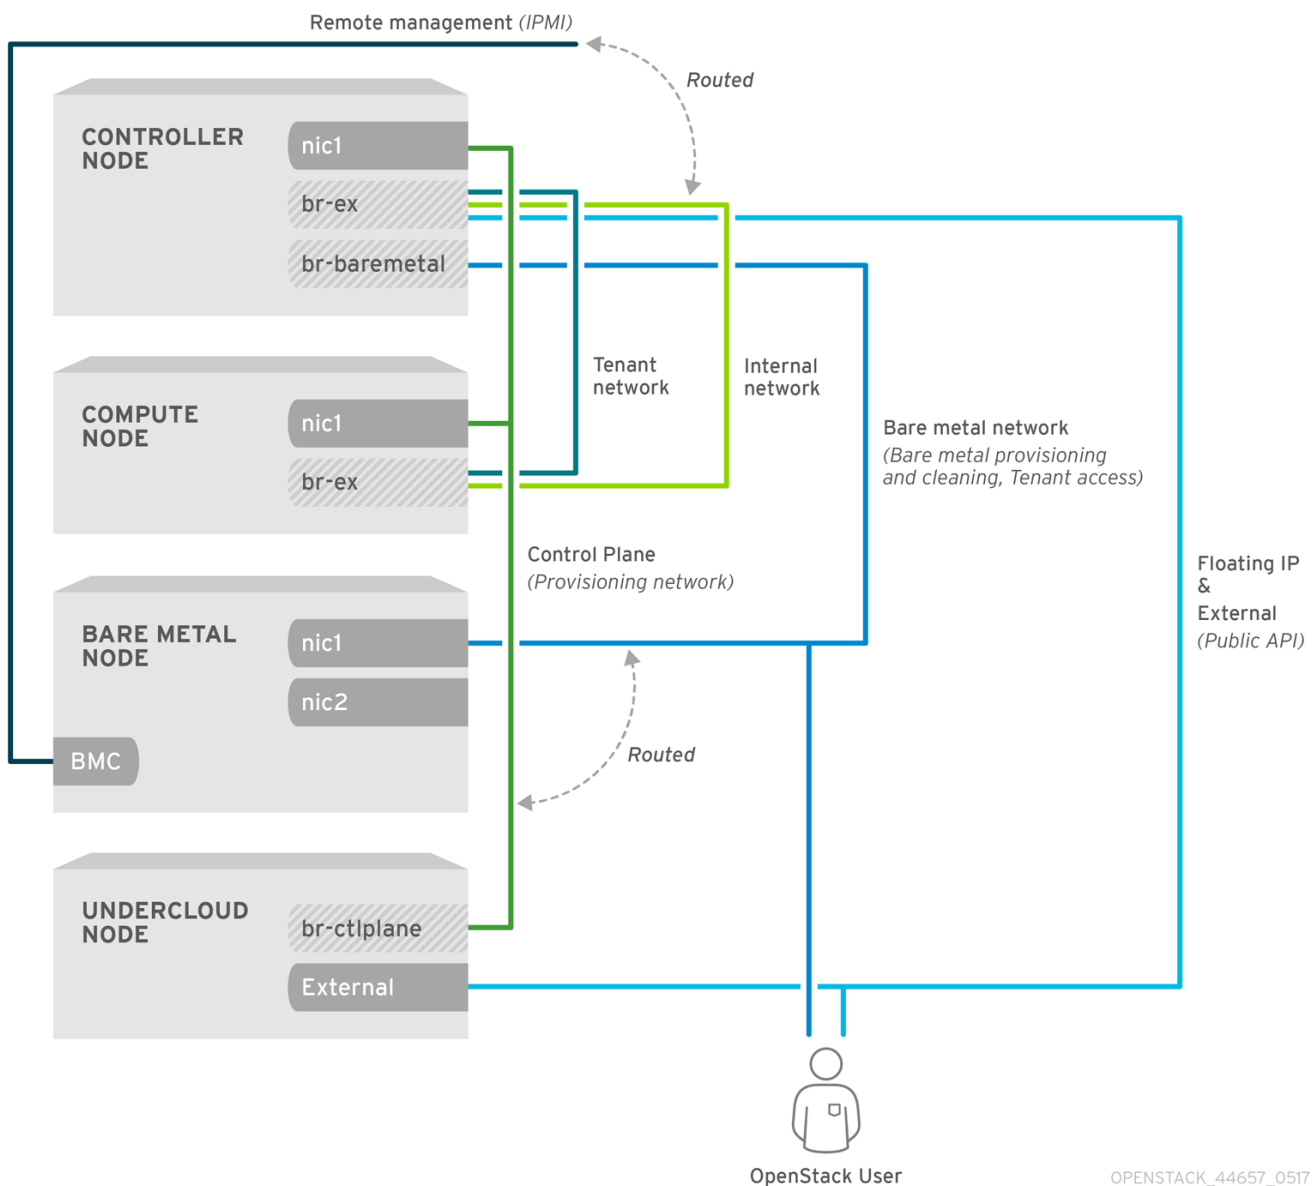 Remote management (IPMI)
Routed
CONTROLLER
NODE
nic1
br-ex
br-baremetal
Tenant
network
Internal
network
COMPUTE
NODE
nic1
br-ex
Bare metal network
(Bare metal provisioning
and cleaning, Tenant access)
Control Plane
(Provisioning network)
Floating IP
&
External
(Public API)
BARE METAL
NODE
nic1
nic2
BMC
Routed
UNDERCLOUD
NODE
br-ctlplane
External
OpenStack User
OPENSTACK_44657_0517